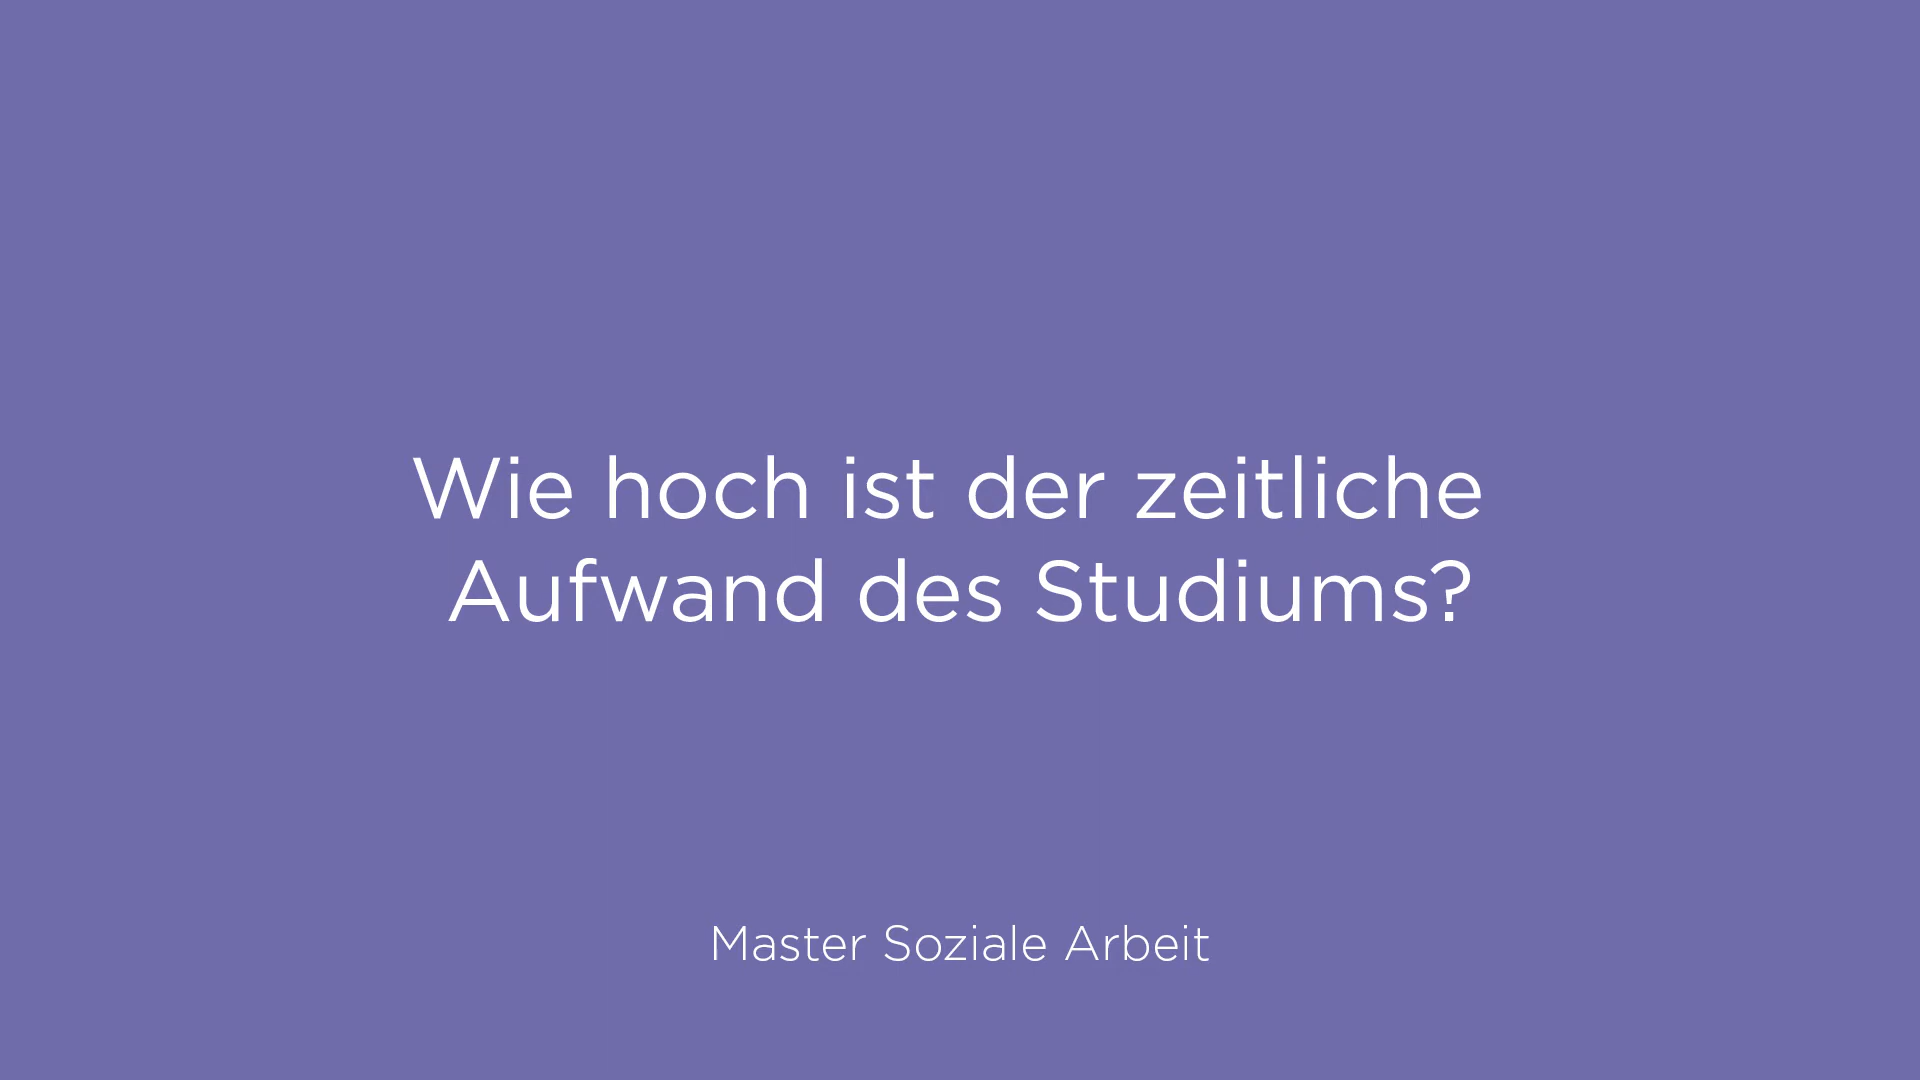 Wie hoch ist der zeitliche
Aufwand des Studiums?
Master Soziale Arbeit